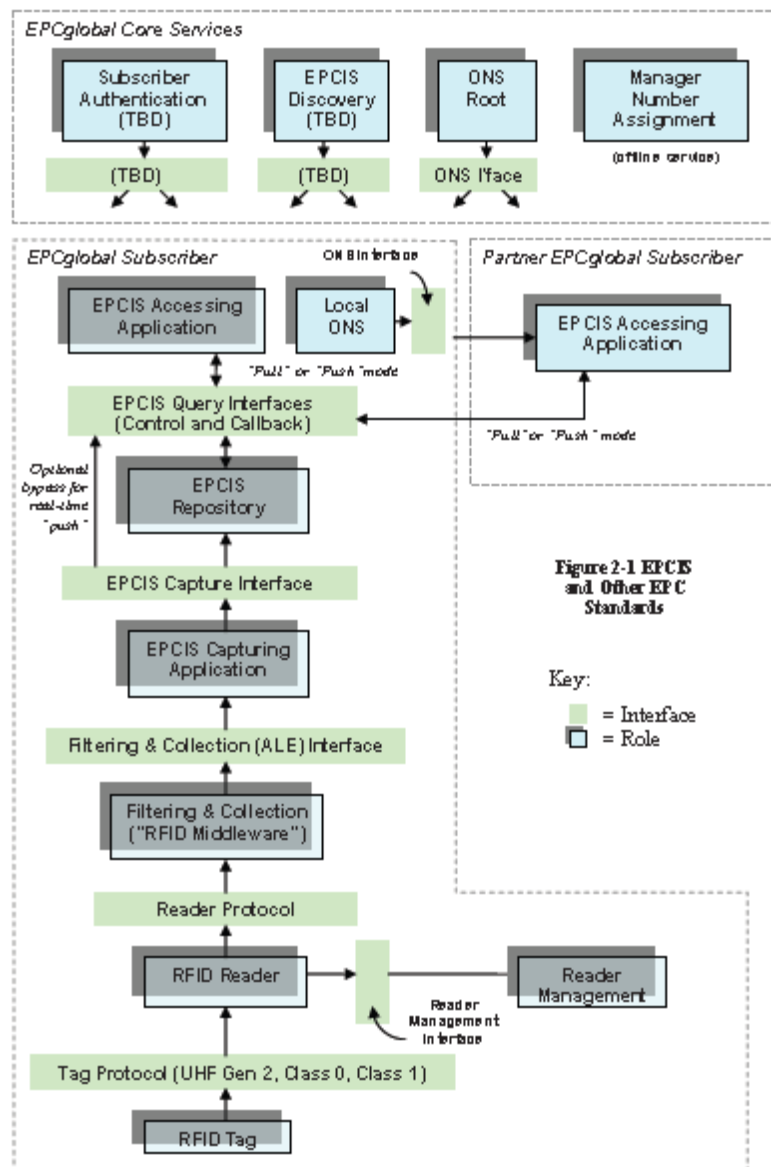 EPCglobal Core Services
Subscriber
Authentication
(TBD)
EPCIS
Discovery
(TBD)
ONS
Root
Manager
Number
Assignment
(TBD)
(TBD)
ONS I'face
(offline service)
EPCglobal Subscriber
ONS Interface
Partner EPCglobal Subscriber
EPCIS Accessing
Application
Local
ONS
EPCIS Accessing
Application
"Pull" or "Push" mode
EPCIS Query Interfaces
(Control and Callback)
"Pull" or "Push" mode
Optional
bypass for
real-time
"push"
EPCIS
Repository
EPCIS Capture Interface
Figure 2-1 EPCIS
and Other EPC
Standards
EPCIS Capturing
Application
Key:
= Interface
= Role
Filtering & Collection (ALE) Interface
Filtering & Collection
("RFID Middleware")
Reader Protocol
RFID Reader
Reader
Management
Reader
Management
Interface
Tag Protocol (UHF Gen 2, Class 0, Class 1)
RFID Tag